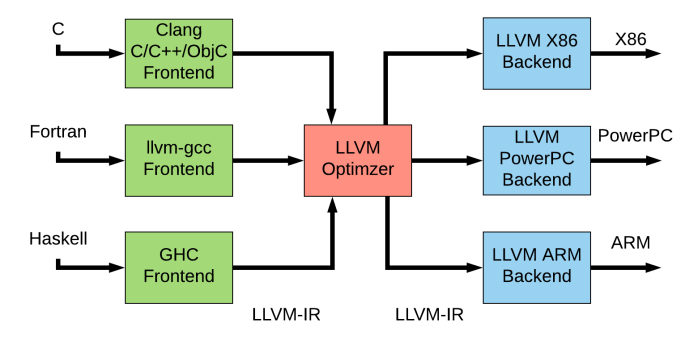 C
Clang
C/C++/ObjC
Frontend
LLVM X86
Backend
X86
Fortran
llvm-gcc
Frontend
LLVM
Optimzer
LLVM
PowerPC
Backend
PowerPC
Haskell
GHC
Frontend
LLVM ARM
Backend
ARM
LLVM-IR
LLVM-IR